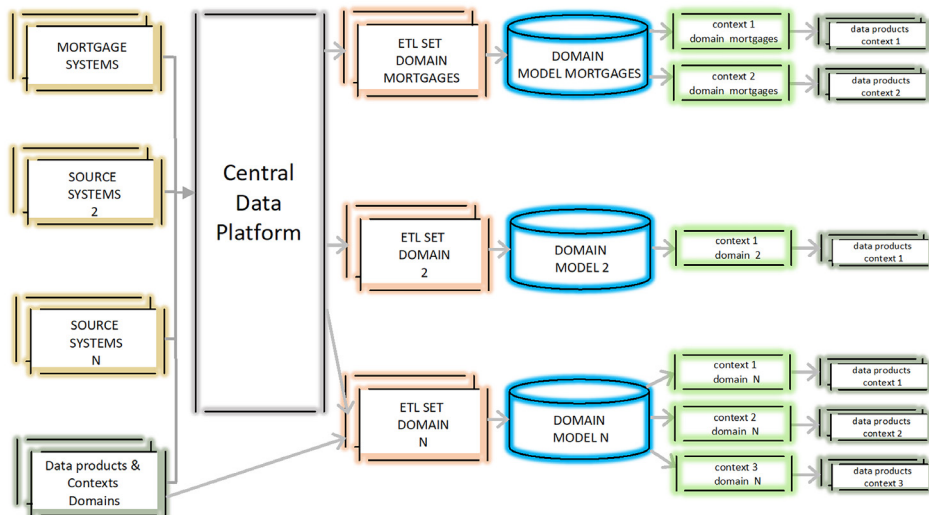 MORTGAGE
SYSTEMS
SOURCE
SYSTEMS
2
SOURCE
SYSTEMS
N
Data products &
Contexts
Domains
Central
Data
Platform
ETL SET
DOMAIN
MORTGAGES
DOMAIN
MODEL MORTGAGES
context 1
domain mortgages
data products
context 1
context 2
domain mortgages
data products
context 2
ETL SET
DOMAIN
2
DOMAIN
MODEL 2
context 1
domain 2
data products
context 1
ETL SET
DOMAIN
N
DOMAIN
MODEL N
context 1
domain N
data products
context 1
context 2
domain N
data products
context 2
context 3
domain N
data products
context 3